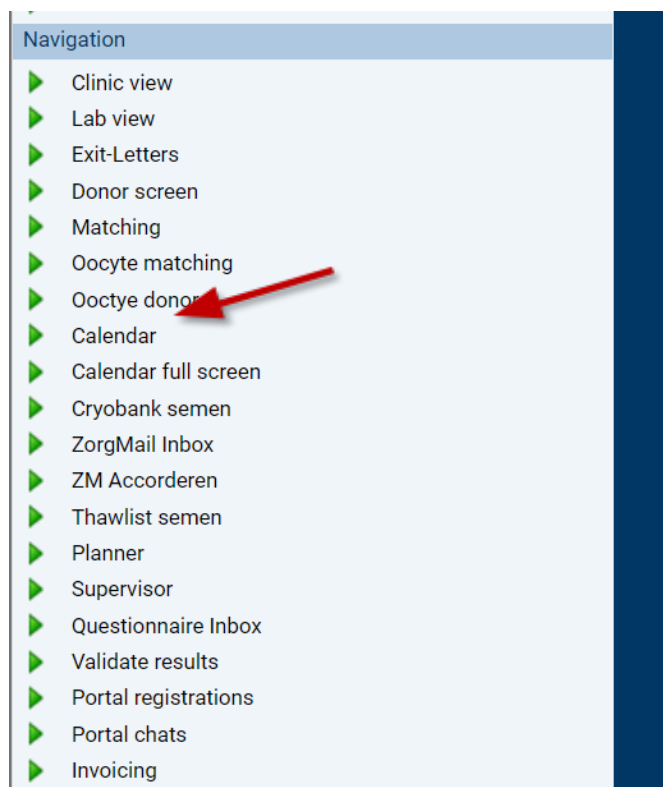 Navigation
Clinic view
Lab view
Exit-Letters
Donor screen
Matching
Oocyte matching
Ooctye donor
Calendar
Calendar full screen
Cryobank semen
ZorgMail Inbox
ZM Accorderen
Thawlist semen
Planner
Supervisor
Questionnaire Inbox
Validate results
Portal registrations
Portal chats
Invoicing